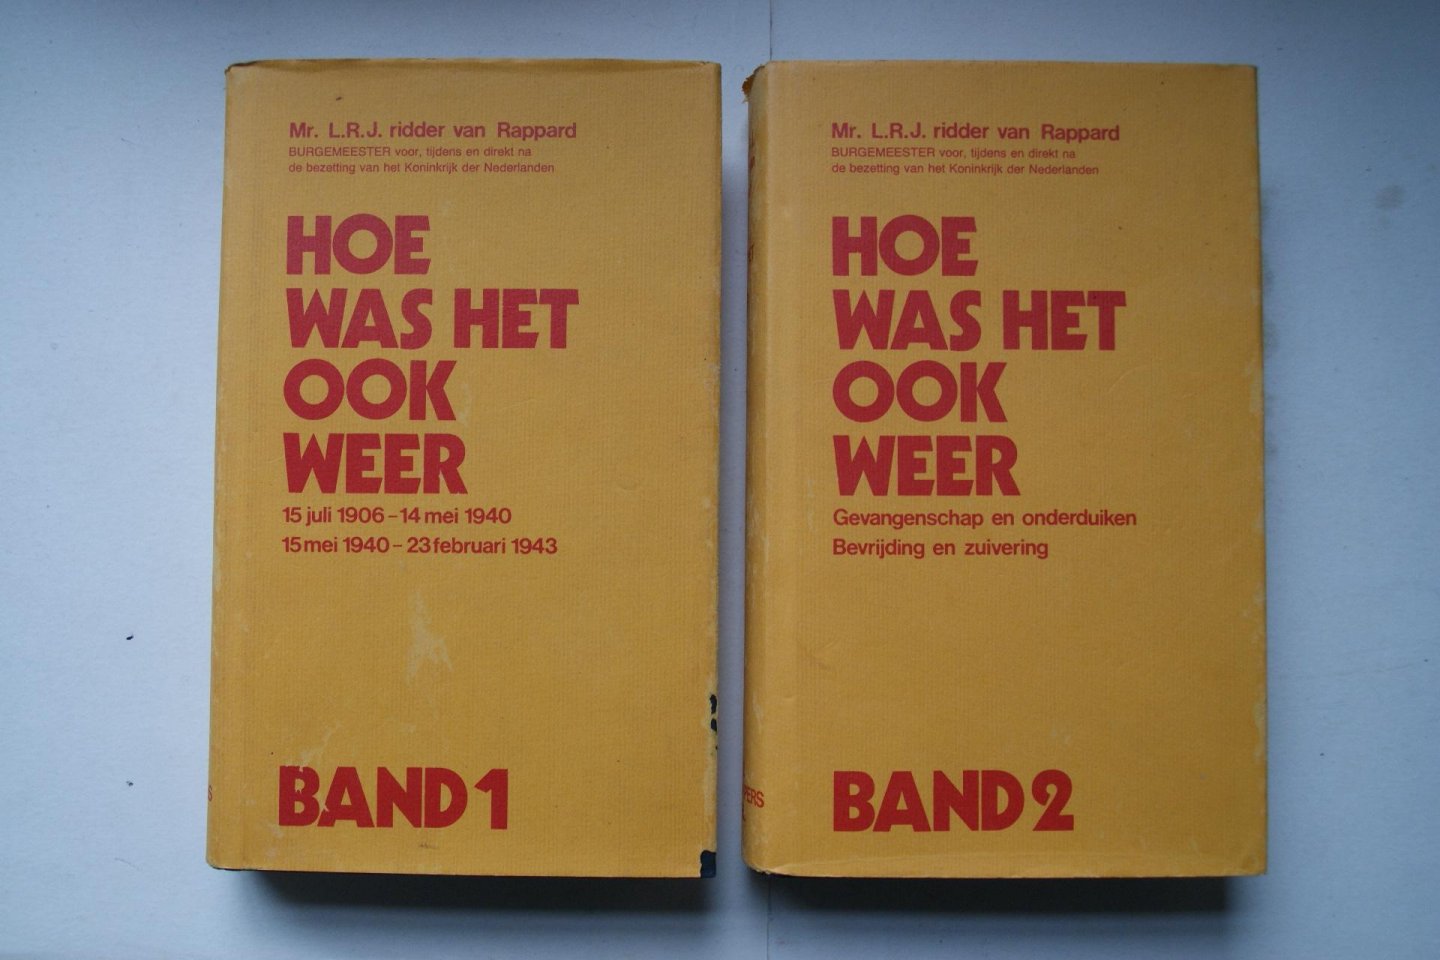 Mr. L.R.J. ridder van Rappard
BURGEMEESTER voor, tijdens en direkt na
de bezetting van het Koninkrijk der Nederlanden
HOE
WAS HET
OOK
WEER
15 juli 1906 – 14 mei 1940
15 mei 1940 – 23 februari 1943
BAND 1
Mr. L.R.J. ridder van Rappard
BURGEMEESTER voor, tijdens en direkt na
de bezetting van het Koninkrijk der Nederlanden
HOE
WAS HET
OOK
WEER
Gevangenschap en onderduiken
Bevrijding en zuivering
BAND 2